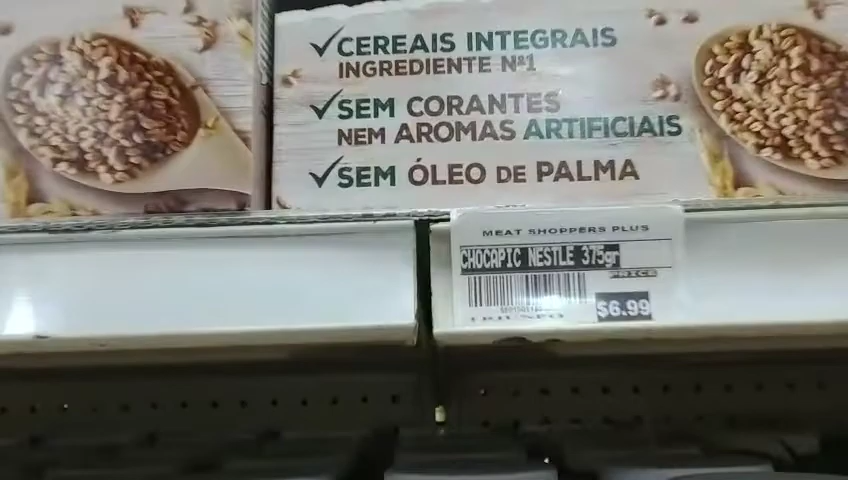 ✓CEREAIS INTEGRAIS
INGREDIENTE Nº1
✓SEM CORANTES
NEM AROMAS ARTIFICIAIS
✓SEM ÓLEO DE PALMA
MEAT SHOPPERS PLUS
CHOCAPIC NESTLE 375gr
PRICE
$6.99